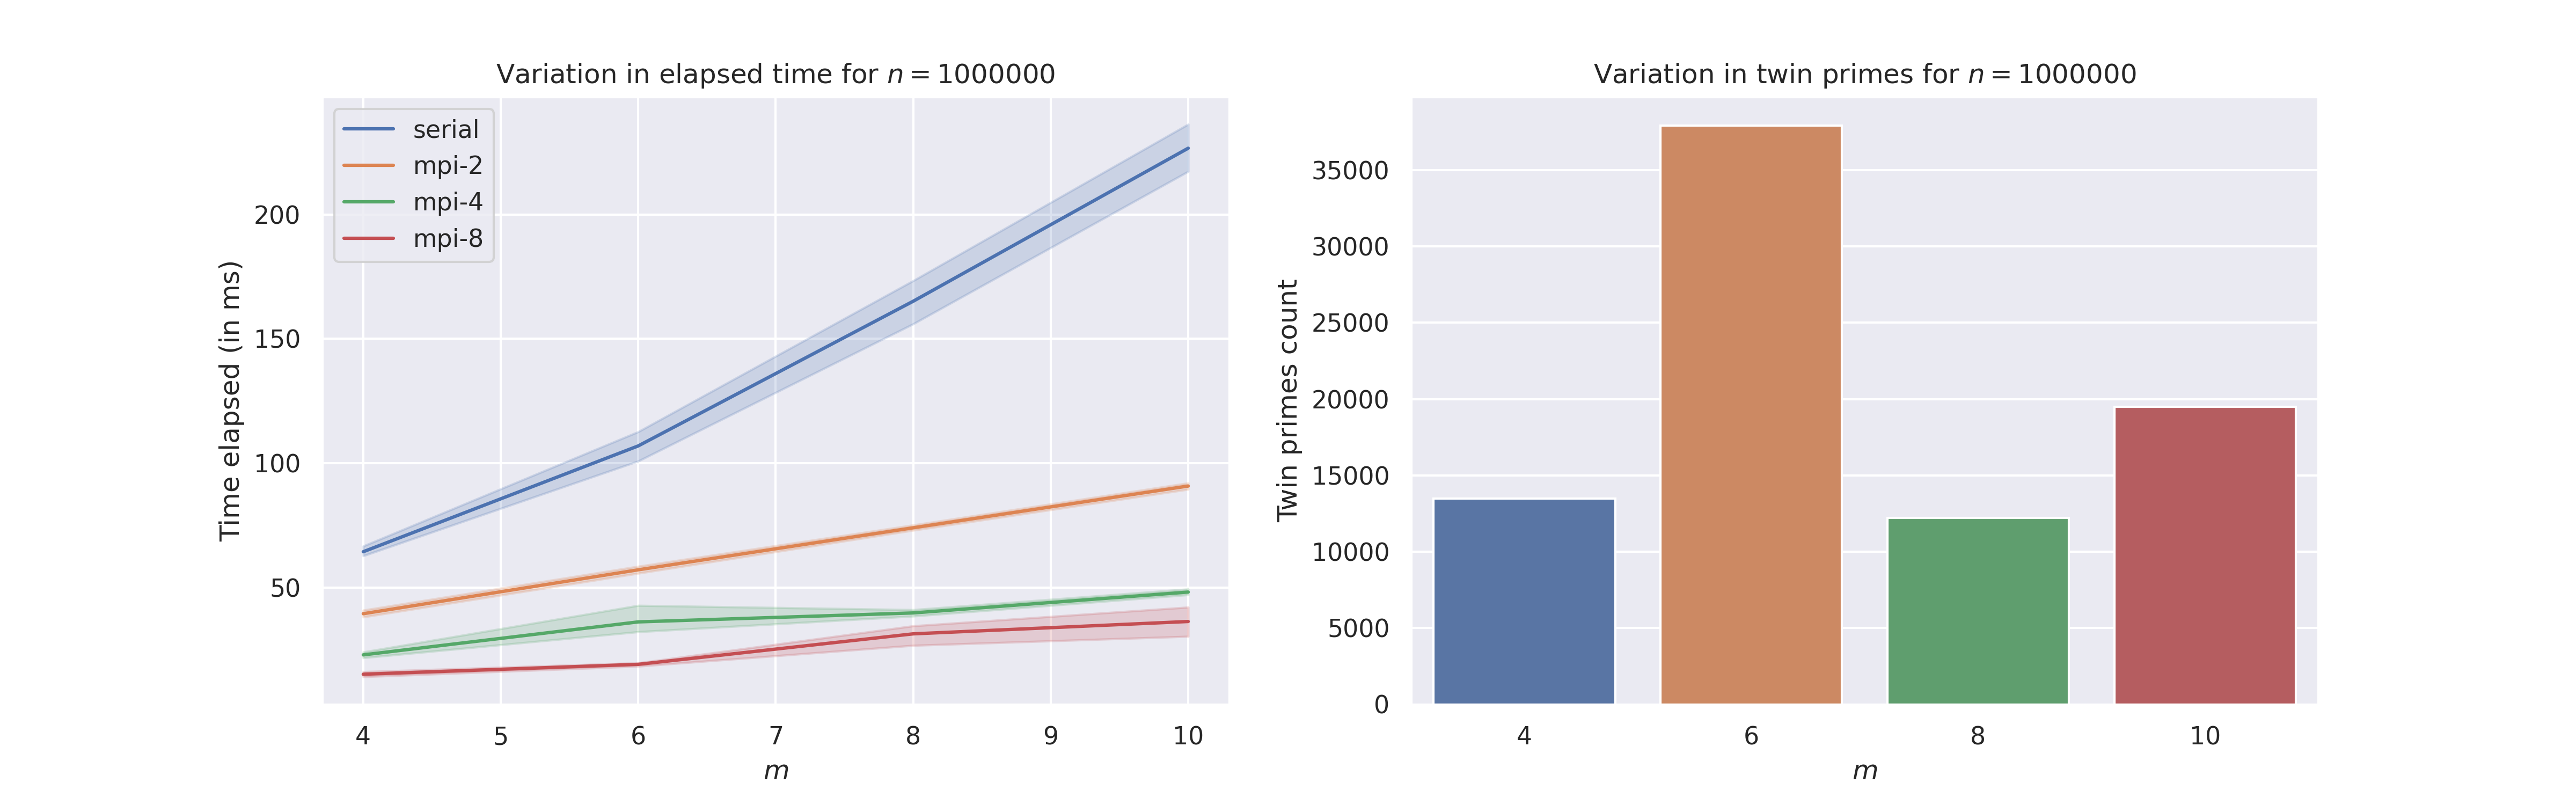 Variation in elapsed time for n = 1000000
serial
mpi-2
mpi-4
mpi-8
Time elapsed (in ms)
200
150
100
50
4 5 6 7 8 9 10
m
Variation in twin primes for n = 1000000
Twin primes count
35000
30000
25000
20000
15000
10000
5000
0
4 6 8 10
m